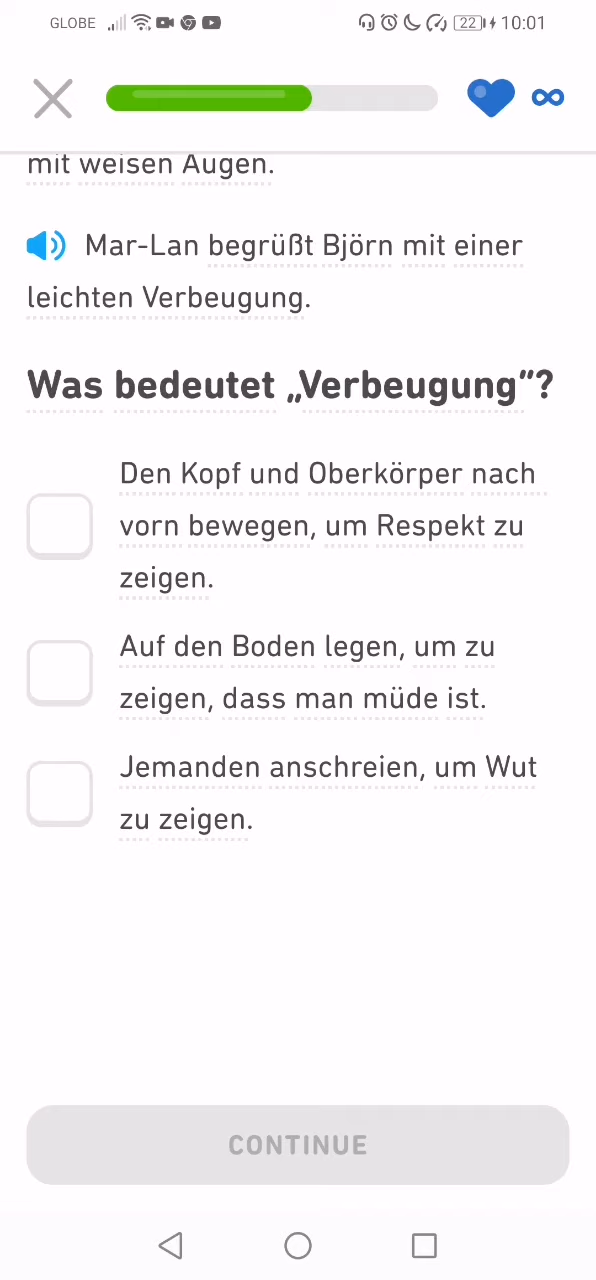 GLOBE 22 10:01
mit weisen Augen.
Mar-Lan begrüßt Björn mit einer
leichten Verbeugung.
Was bedeutet „Verbeugung“?
Den Kopf und Oberkörper nach
vorn bewegen, um Respekt zu
zeigen.
Auf den Boden legen, um zu
zeigen, dass man müde ist.
Jemanden anschreien, um Wut
zu zeigen.
CONTINUE